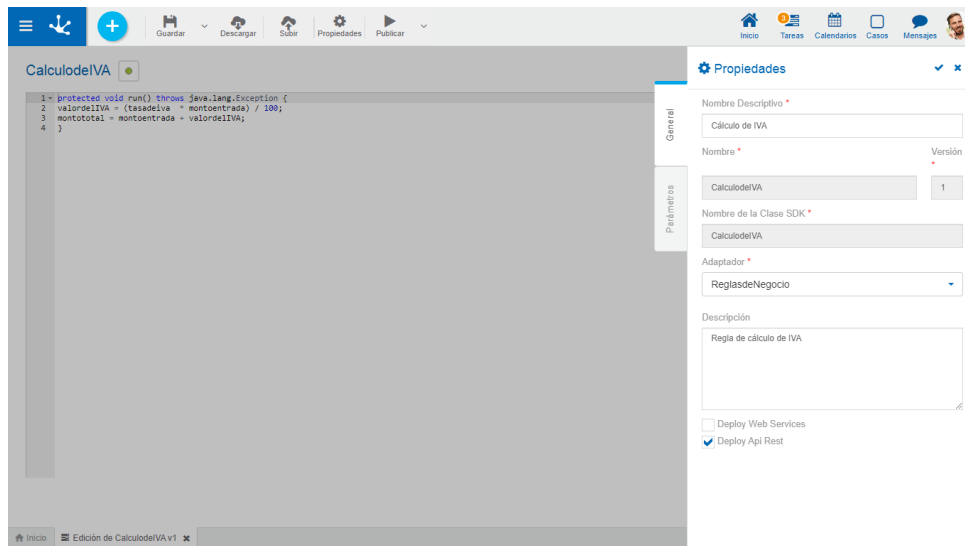 Guardar
Descargar
Subir
Propiedades
Publicar
Inicio
3
Tareas
Calendarios
Casos
Mensajes
CalculodeIVA
1 protected void run() throws java.lang.Exception {
2 valordelIVA = (tasadeiva * montoentrada) / 100;
3 montototal = montoentrada + valordelIVA;
4 }
General
Parámetros
Propiedades
Nombre Descriptivo *
Cálculo de IVA
Nombre *
Versión *
CalculodeIVA
1
Nombre de la Clase SDK *
CalculodeIVA
Adaptador *
ReglasdeNegocio
Descripción
Regla de cálculo de IVA
Deploy Web Services
Deploy Api Rest
Inicio
Edición de CalculodeIVA v1